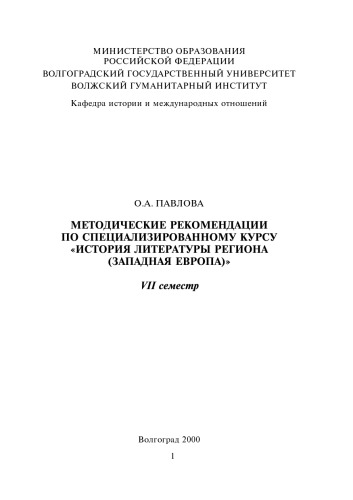 МИНИСТЕРСТВО ОБРАЗОВАНИЯ
РОССИЙСКОЙ ФЕДЕРАЦИИ
ВОЛГОГРАДСКИЙ ГОСУДАРСТВЕННЫЙ УНИВЕРСИТЕТ
ВОЛЖСКИЙ ГУМАНИТАРНЫЙ ИНСТИТУТ
Кафедра истории и международных отношений
О.А. ПАВЛОВА
МЕТОДИЧЕСКИЕ РЕКОМЕНДАЦИИ
ПО СПЕЦИАЛИЗИРОВАННОМУ КУРСУ
«ИСТОРИЯ ЛИТЕРАТУРЫ РЕГИОНА
(ЗАПАДНАЯ ЕВРОПА)»
VII семестр
Волгоград 2000
1